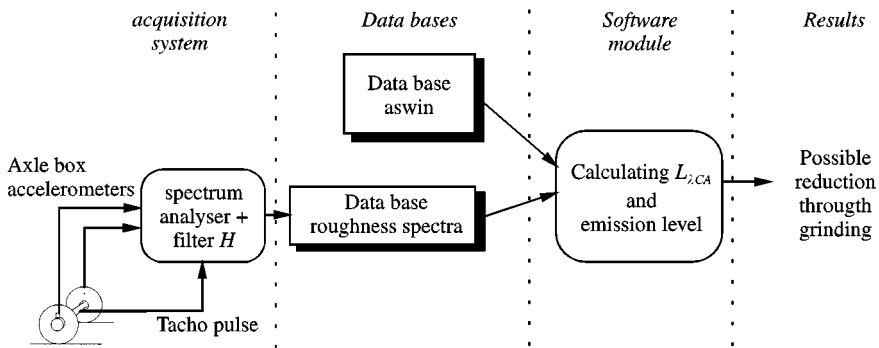 acquisition
system
Data bases
Software
module
Results
Data base
aswin
Axle box
accelerometers
spectrum
analyser +
filter H
Data base
roughness spectra
Calculating Lλ,CA
and
emission level
Possible
reduction
througth
grinding
Tacho pulse